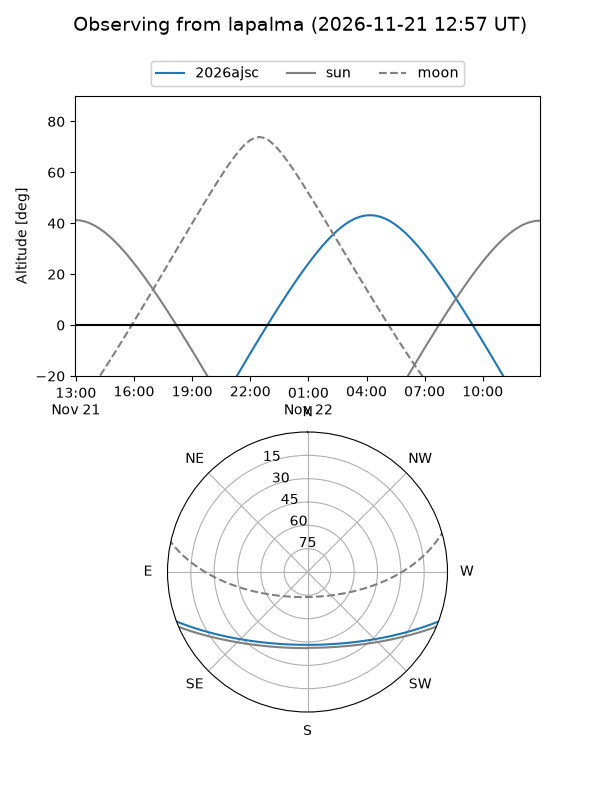 Observing from lapalma (2026-11-21 12:57 UT)
2026ajsc sun moon
Altitude [deg]
80
60
40
20
0
−20
13:00 16:00 19:00 22:00 01:00 04:00 07:00 10:00
Nov 21 Nov 22
N
NE NW
15
30
45
60
75
E W
SE SW
S